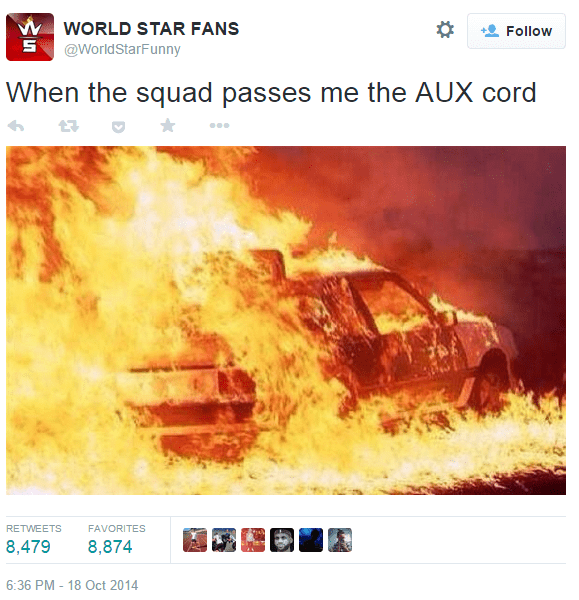 W
S
WORLD STAR FANS
@WorldStarFunny
Follow
When the squad passes me the AUX cord
RETWEETS FAVORITES
8,479 8,874
6:36 PM - 18 Oct 2014